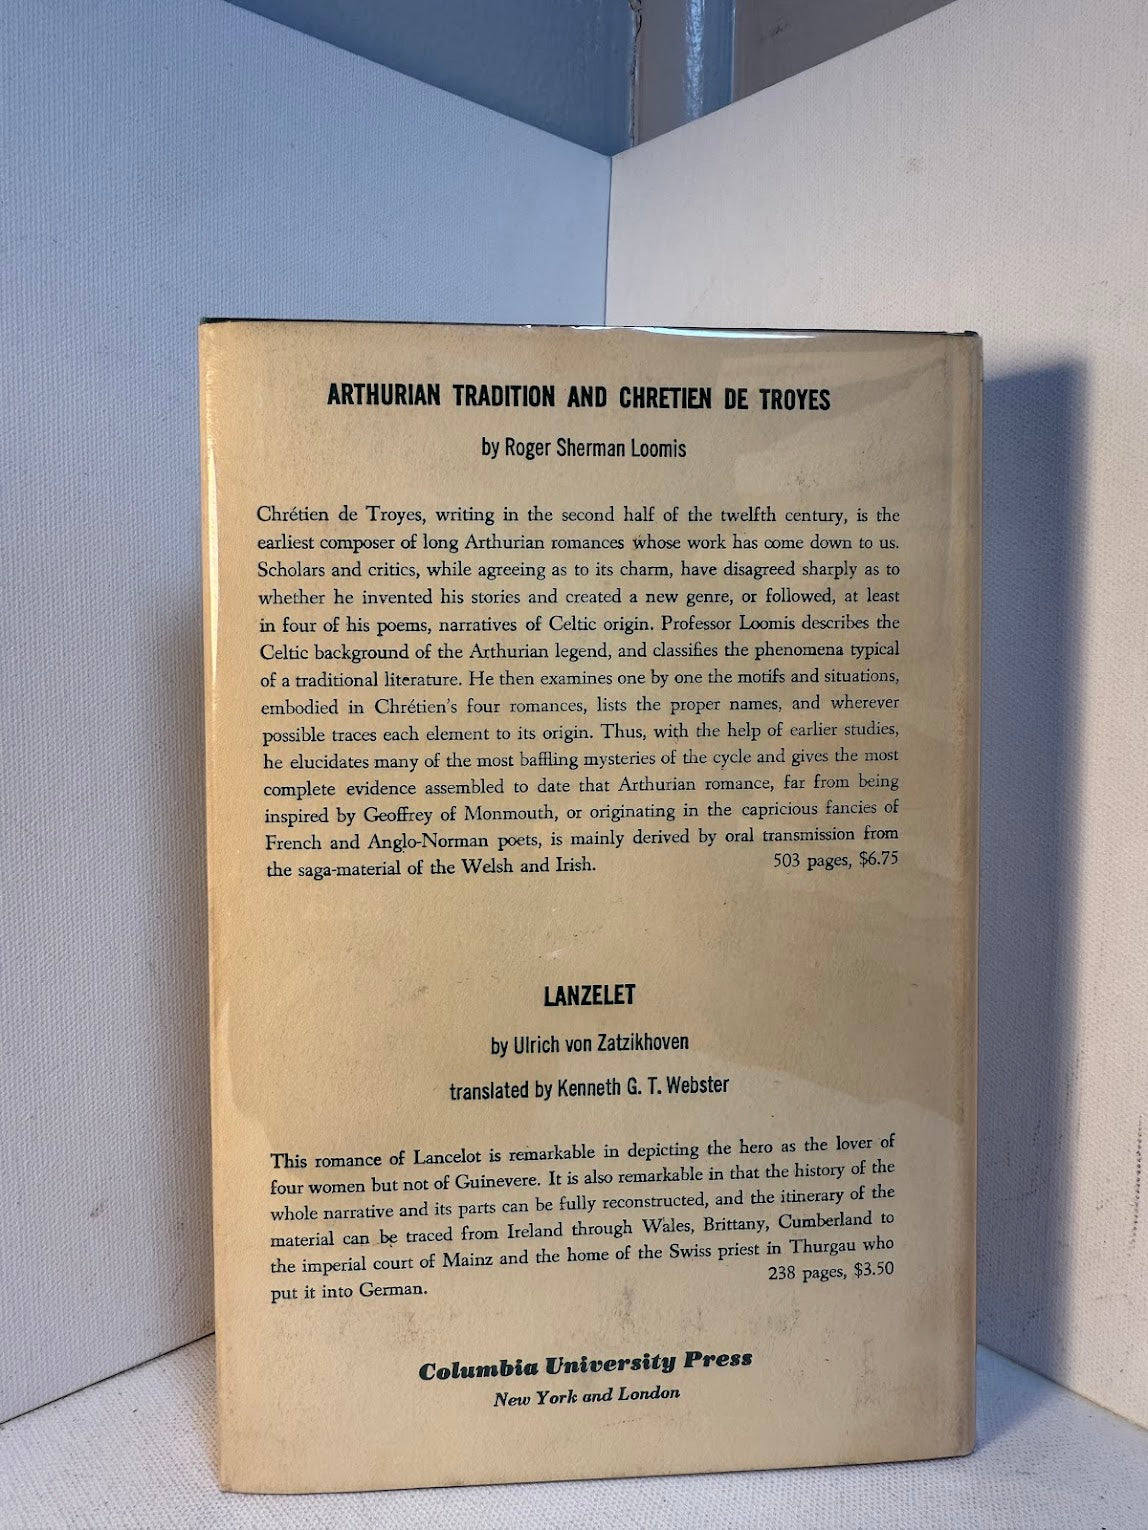 ARTHURIAN TRADITION AND CHRETIEN DE TROYES
by Roger Sherman Loomis
Chrétien de Troyes, writing in the second half of the twelfth century, is the
earliest composer of long Arthurian romances whose work has come down to us.
Scholars and critics, while agreeing as to its charm, have disagreed sharply as to
whether he invented his stories and created a new genre, or followed, at least
in four of his poems, narratives of Celtic origin. Professor Loomis describes the
Celtic background of the Arthurian legend, and classifies the phenomena typical
of a traditional literature. He then examines one by one the motifs and situations,
embodied in Chrétien's four romances, lists the proper names, and wherever
possible traces each element to its origin. Thus, with the help of earlier studies,
he elucidates many of the most baffling mysteries of the cycle and gives the most
complete evidence assembled to date that Arthurian romance, far from being
inspired by Geoffrey of Monmouth, or originating in the capricious fancies of
French and Anglo-Norman poets, is mainly derived by oral transmission from
the saga-material of the Welsh and Irish. 503 pages, $6.75
LANZELET
by Ulrich von Zatzikhoven
translated by Kenneth G. T. Webster
This romance of Lancelot is remarkable in depicting the hero as the lover of
four women but not of Guinevere. It is also remarkable in that the history of the
whole narrative and its parts can be fully reconstructed, and the itinerary of the
material can be traced from Ireland through Wales, Brittany, Cumberland to
the imperial court of Mainz and the home of the Swiss priest in Thurgau who
put it into German. 238 pages, $3.50
Columbia University Press
New York and London